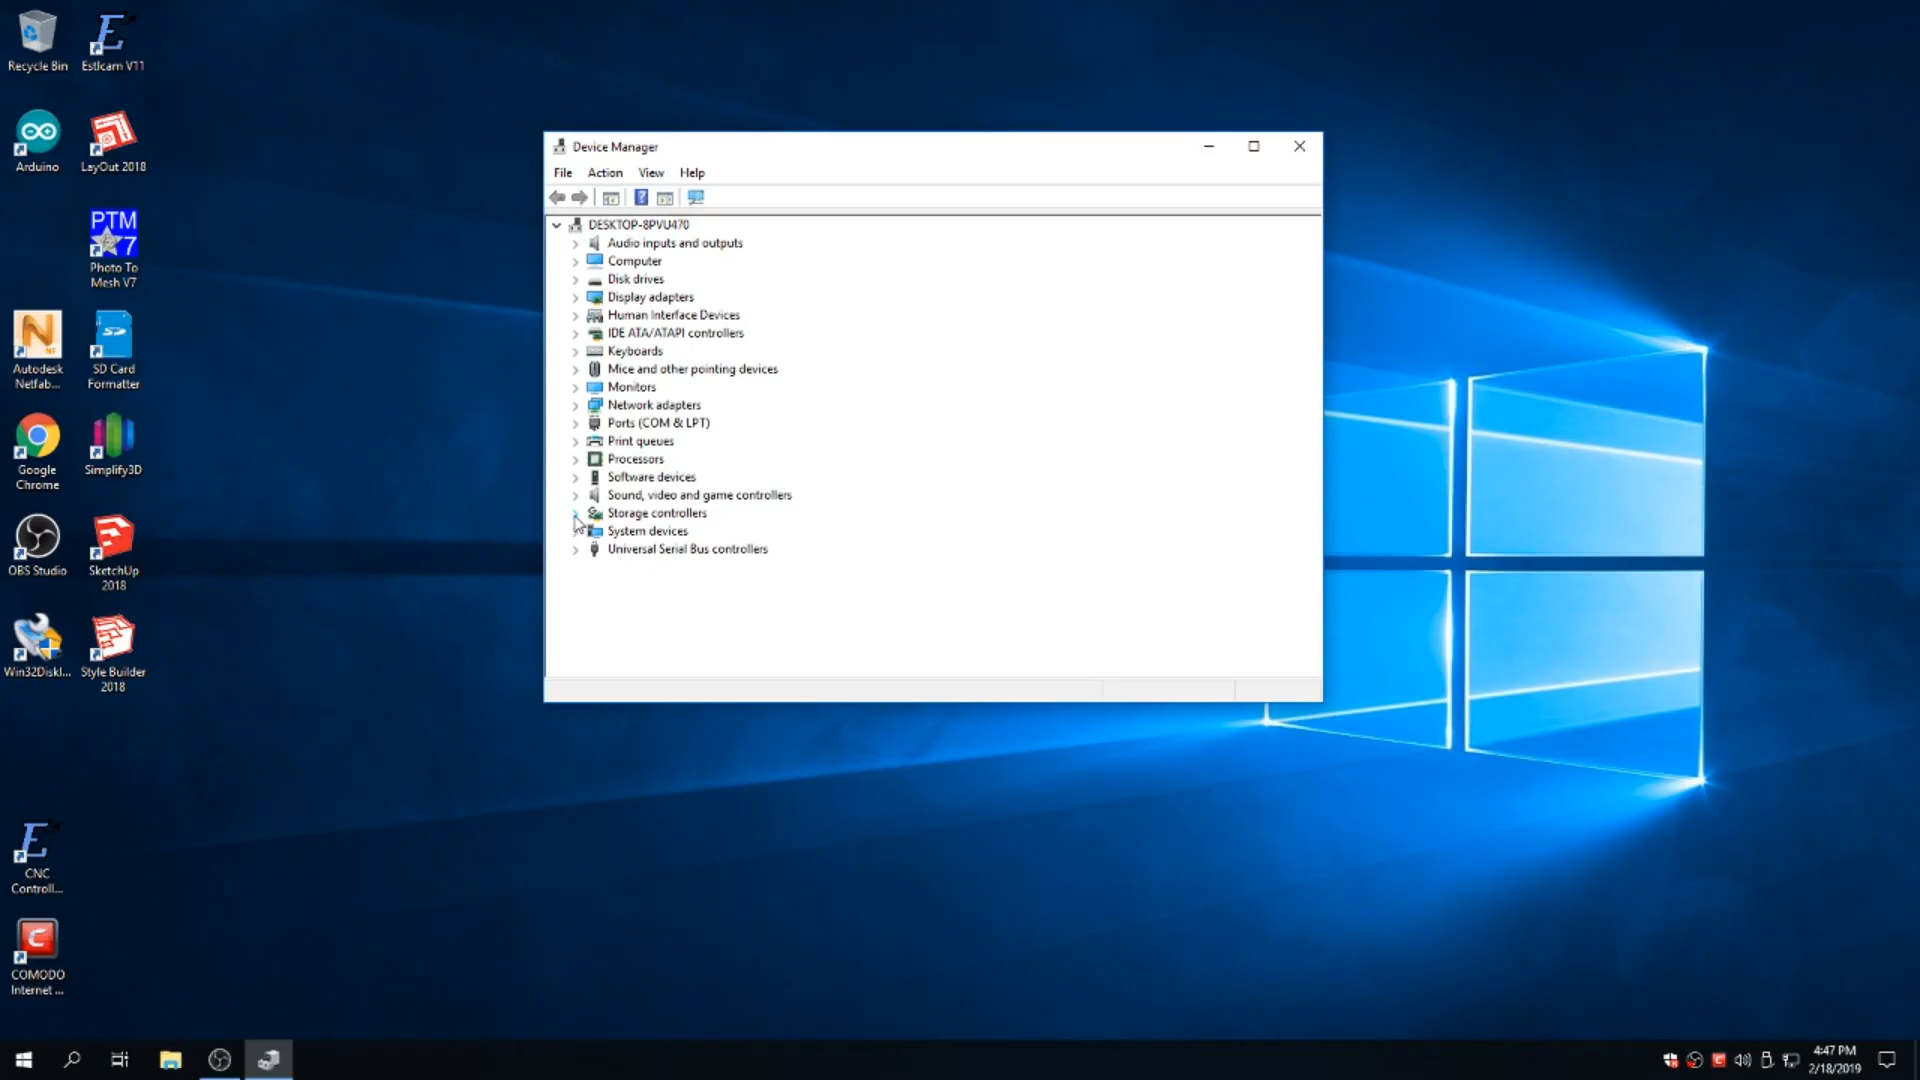 Recycle Bin
Estlcam V11
Arduino
LayOut 2018
PTM
7
Photo To
Mesh V7
Autodesk
Netfab...
SD Card
Formatter
Google
Chrome
Simplify3D
OBS Studio
SketchUp
2018
Win32DiskI...
Style Builder
2018
CNC
Controll...
COMODO
Internet ...
Device Manager
File Action View Help
DESKTOP-8PVU470
Audio inputs and outputs
Computer
Disk drives
Display adapters
Human Interface Devices
IDE ATA/ATAPI controllers
Keyboards
Mice and other pointing devices
Monitors
Network adapters
Ports (COM & LPT)
Print queues
Processors
Software devices
Sound, video and game controllers
Storage controllers
System devices
Universal Serial Bus controllers
4:47 PM
2/18/2019